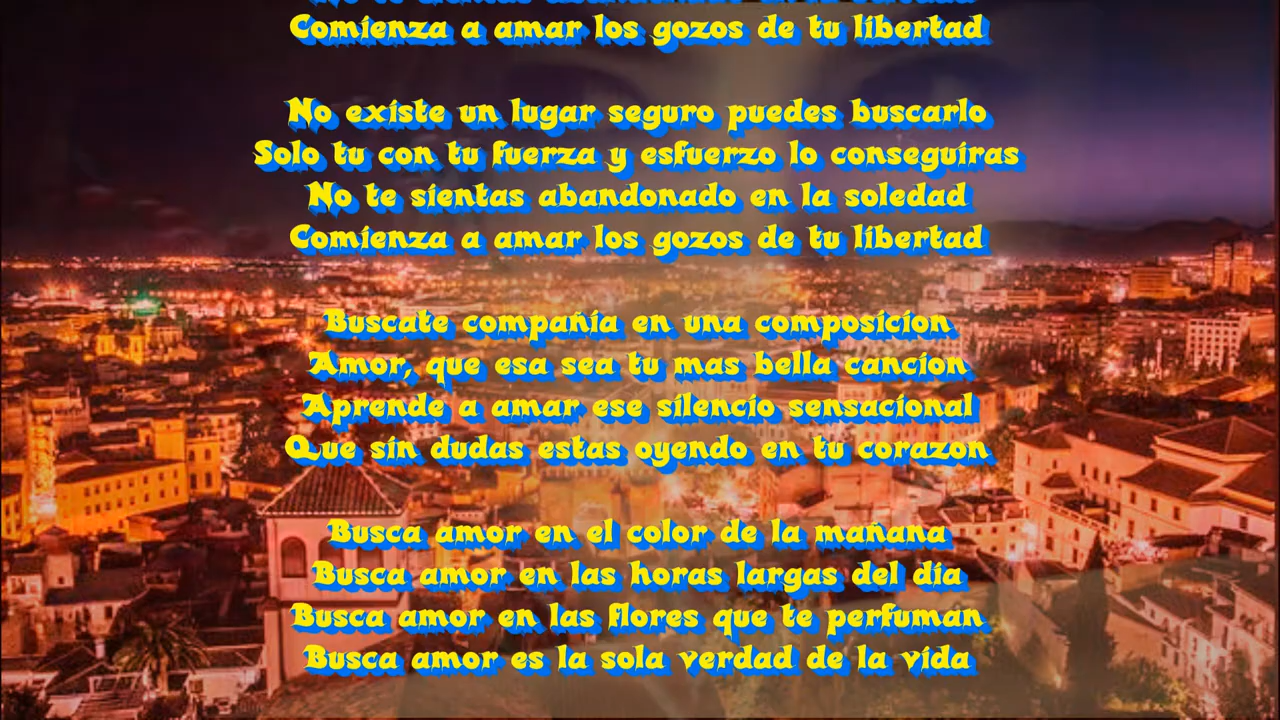 Comienza a amar los gozos de tu libertad
No existe un lugar seguro puedes buscarlo
Solo tu con tu fuerza y esfuerzo lo conseguiras
No te sientas abandonado en la soledad
Comienza a amar los gozos de tu libertad
Buscate compañia en una composicion
Amor, que esa sea tu mas bella cancion
Aprende a amar ese silencio sensacional
Que sin dudas estas oyendo en tu corazon
Busca amor en el color de la mañana
Busca amor en las horas largas del dia
Busca amor en las flores que te perfuman
Busca amor es la sola verdad de la vida